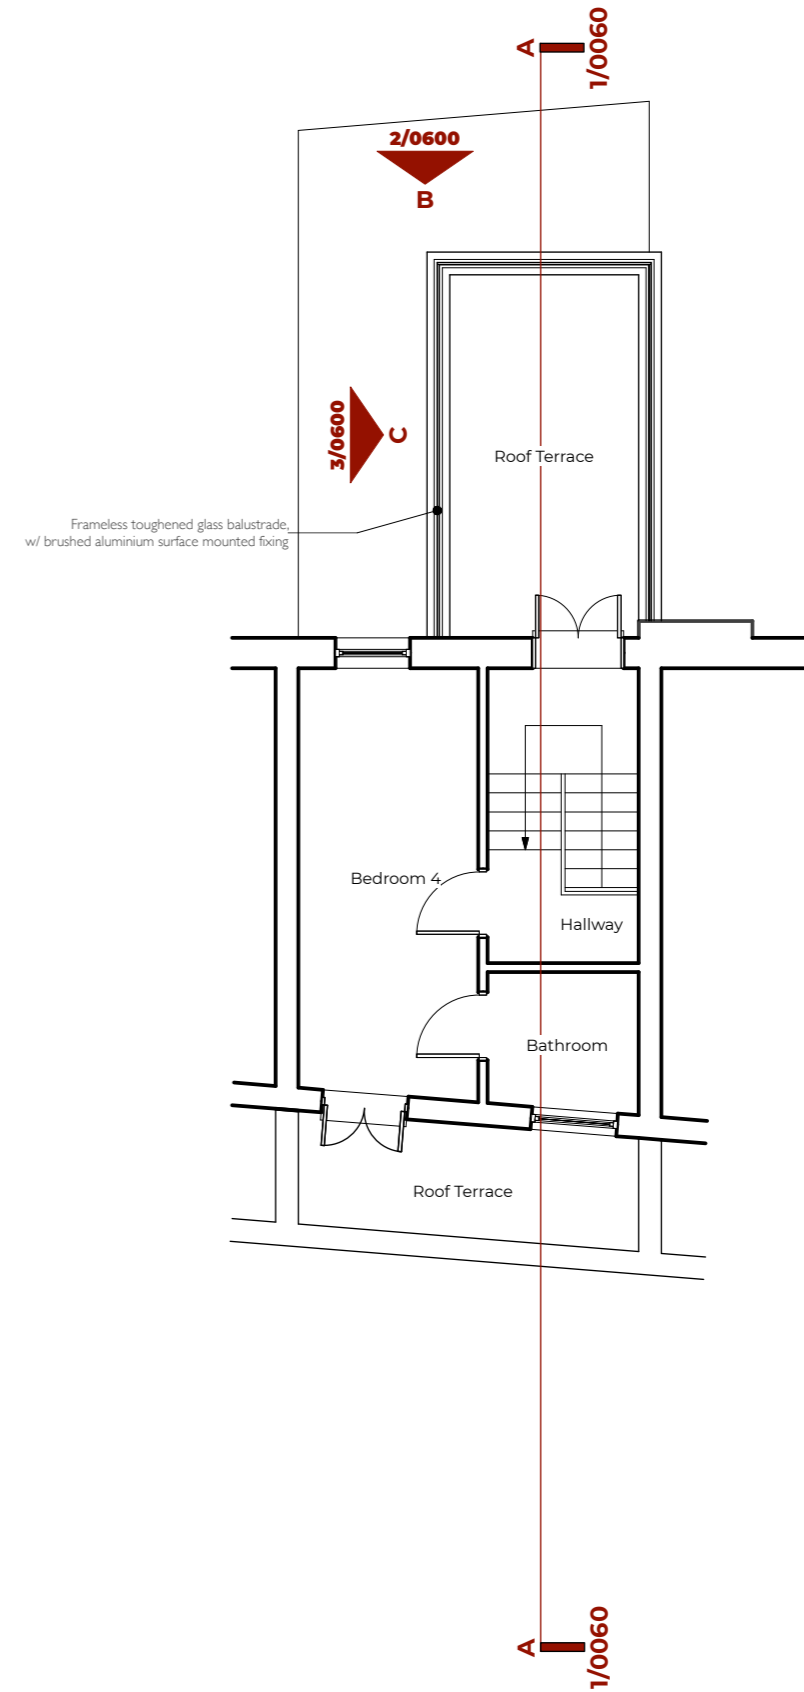 A
1/0060
2/0600
B
3/0600
C
Roof Terrace
Frameless toughened glass balustrade,
w/ brushed aluminium surface mounted fixing
Bedroom 4
Hallway
Bathroom
Roof Terrace
A
1/0060